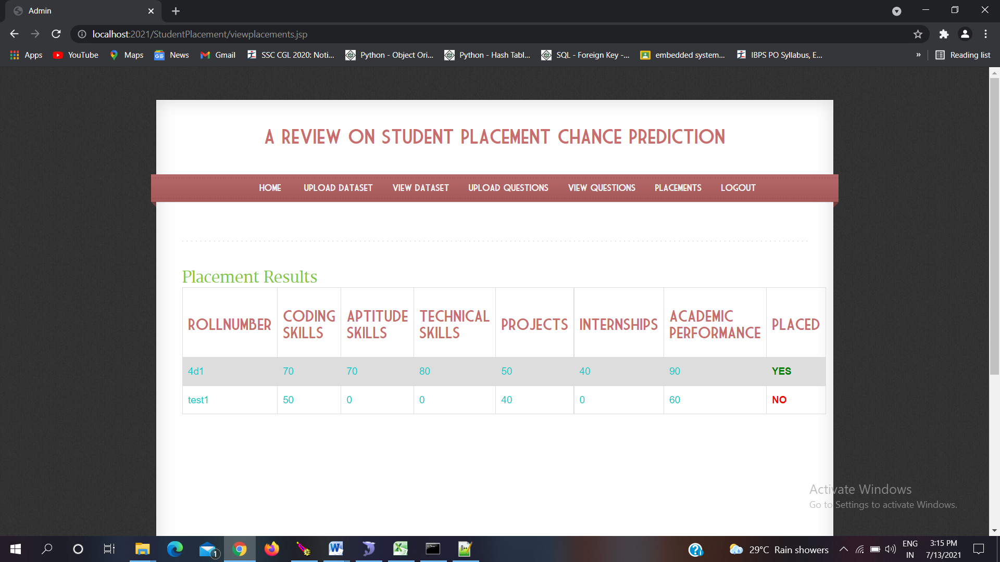 Admin
localhost:2021/StudentPlacement/viewplacements.jsp
Apps YouTube Maps News Gmail SSC CGL 2020: Noti... Python - Object Ori... Python - Hash Tabl... SQL - Foreign Key -... embedded system... IBPS PO Syllabus, E... » Reading list
A REVIEW ON STUDENT PLACEMENT CHANCE PREDICTION
HOME UPLOAD DATASET VIEW DATASET UPLOAD QUESTIONS VIEW QUESTIONS PLACEMENTS LOGOUT
Placement Results
ROLLNUMBER CODING SKILLS APTITUDE SKILLS TECHNICAL SKILLS PROJECTS INTERNSHIPS ACADEMIC PERFORMANCE PLACED
4d1 70 70 80 50 40 90 YES
test1 50 0 0 40 0 60 NO
Activate Windows
Go to Settings to activate Windows.
1 29°C Rain showers ENG IN 3:15 PM 7/13/2021